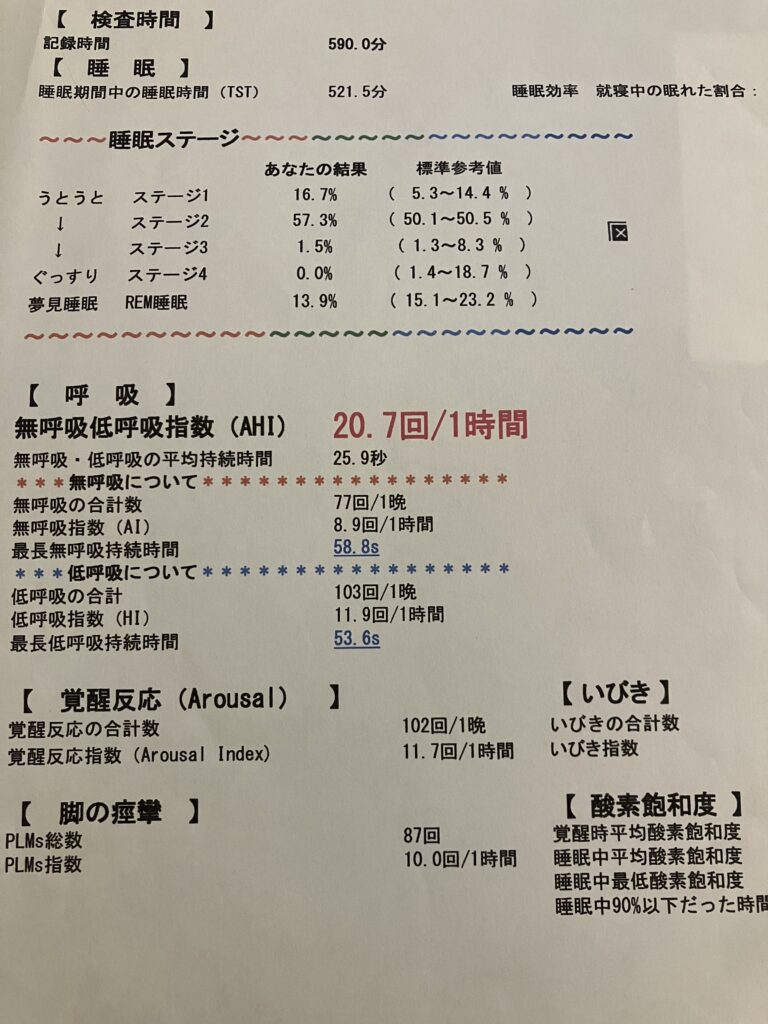 【 検査時間 】
記録時間 590.0分
【 睡 眠 】
睡眠期間中の睡眠時間 (TST) 521.5分 睡眠効率 就寝中の眠れた割合:
～～～睡眠ステージ～～～～～～～～～～～～～～～～～
あなたの結果 標準参考値
うとうと ステージ1 16.7% ( 5.3～14.4 % )
↓ ステージ2 57.3% ( 50.1～50.5 % )
↓ ステージ3 1.5% ( 1.3～8.3 % )
ぐっすり ステージ4 0.0% ( 1.4～18.7 % )
夢見睡眠 REM睡眠 13.9% ( 15.1～23.2 % )
～～～～～～～～～～～～～～～～～～～～～～～～～
【 呼 吸 】
無呼吸低呼吸指数 (AHI) 20.7回/1時間
無呼吸・低呼吸の平均持続時間 25.9秒
＊＊＊無呼吸について＊＊＊＊＊＊＊＊＊＊＊＊＊＊＊＊＊
無呼吸の合計数 77回/1晩
無呼吸指数 (AI) 8.9回/1時間
最長無呼吸持続時間 58.8s
＊＊＊低呼吸について＊＊＊＊＊＊＊＊＊＊＊＊＊＊＊＊＊
低呼吸の合計 103回/1晩
低呼吸指数 (HI) 11.9回/1時間
最長低呼吸持続時間 53.6s
【 覚醒反応 (Arousal) 】 【いびき】
覚醒反応の合計数 102回/1晩 いびきの合計数
覚醒反応指数 (Arousal Index) 11.7回/1時間 いびき指数
【 脚の痙攣 】 【 酸素飽和度 】
PLMs総数 87回 覚醒時平均酸素飽和度
PLMs指数 10.0回/1時間 睡眠中平均酸素飽和度
睡眠中最低酸素飽和度
睡眠中90%以下だった時間